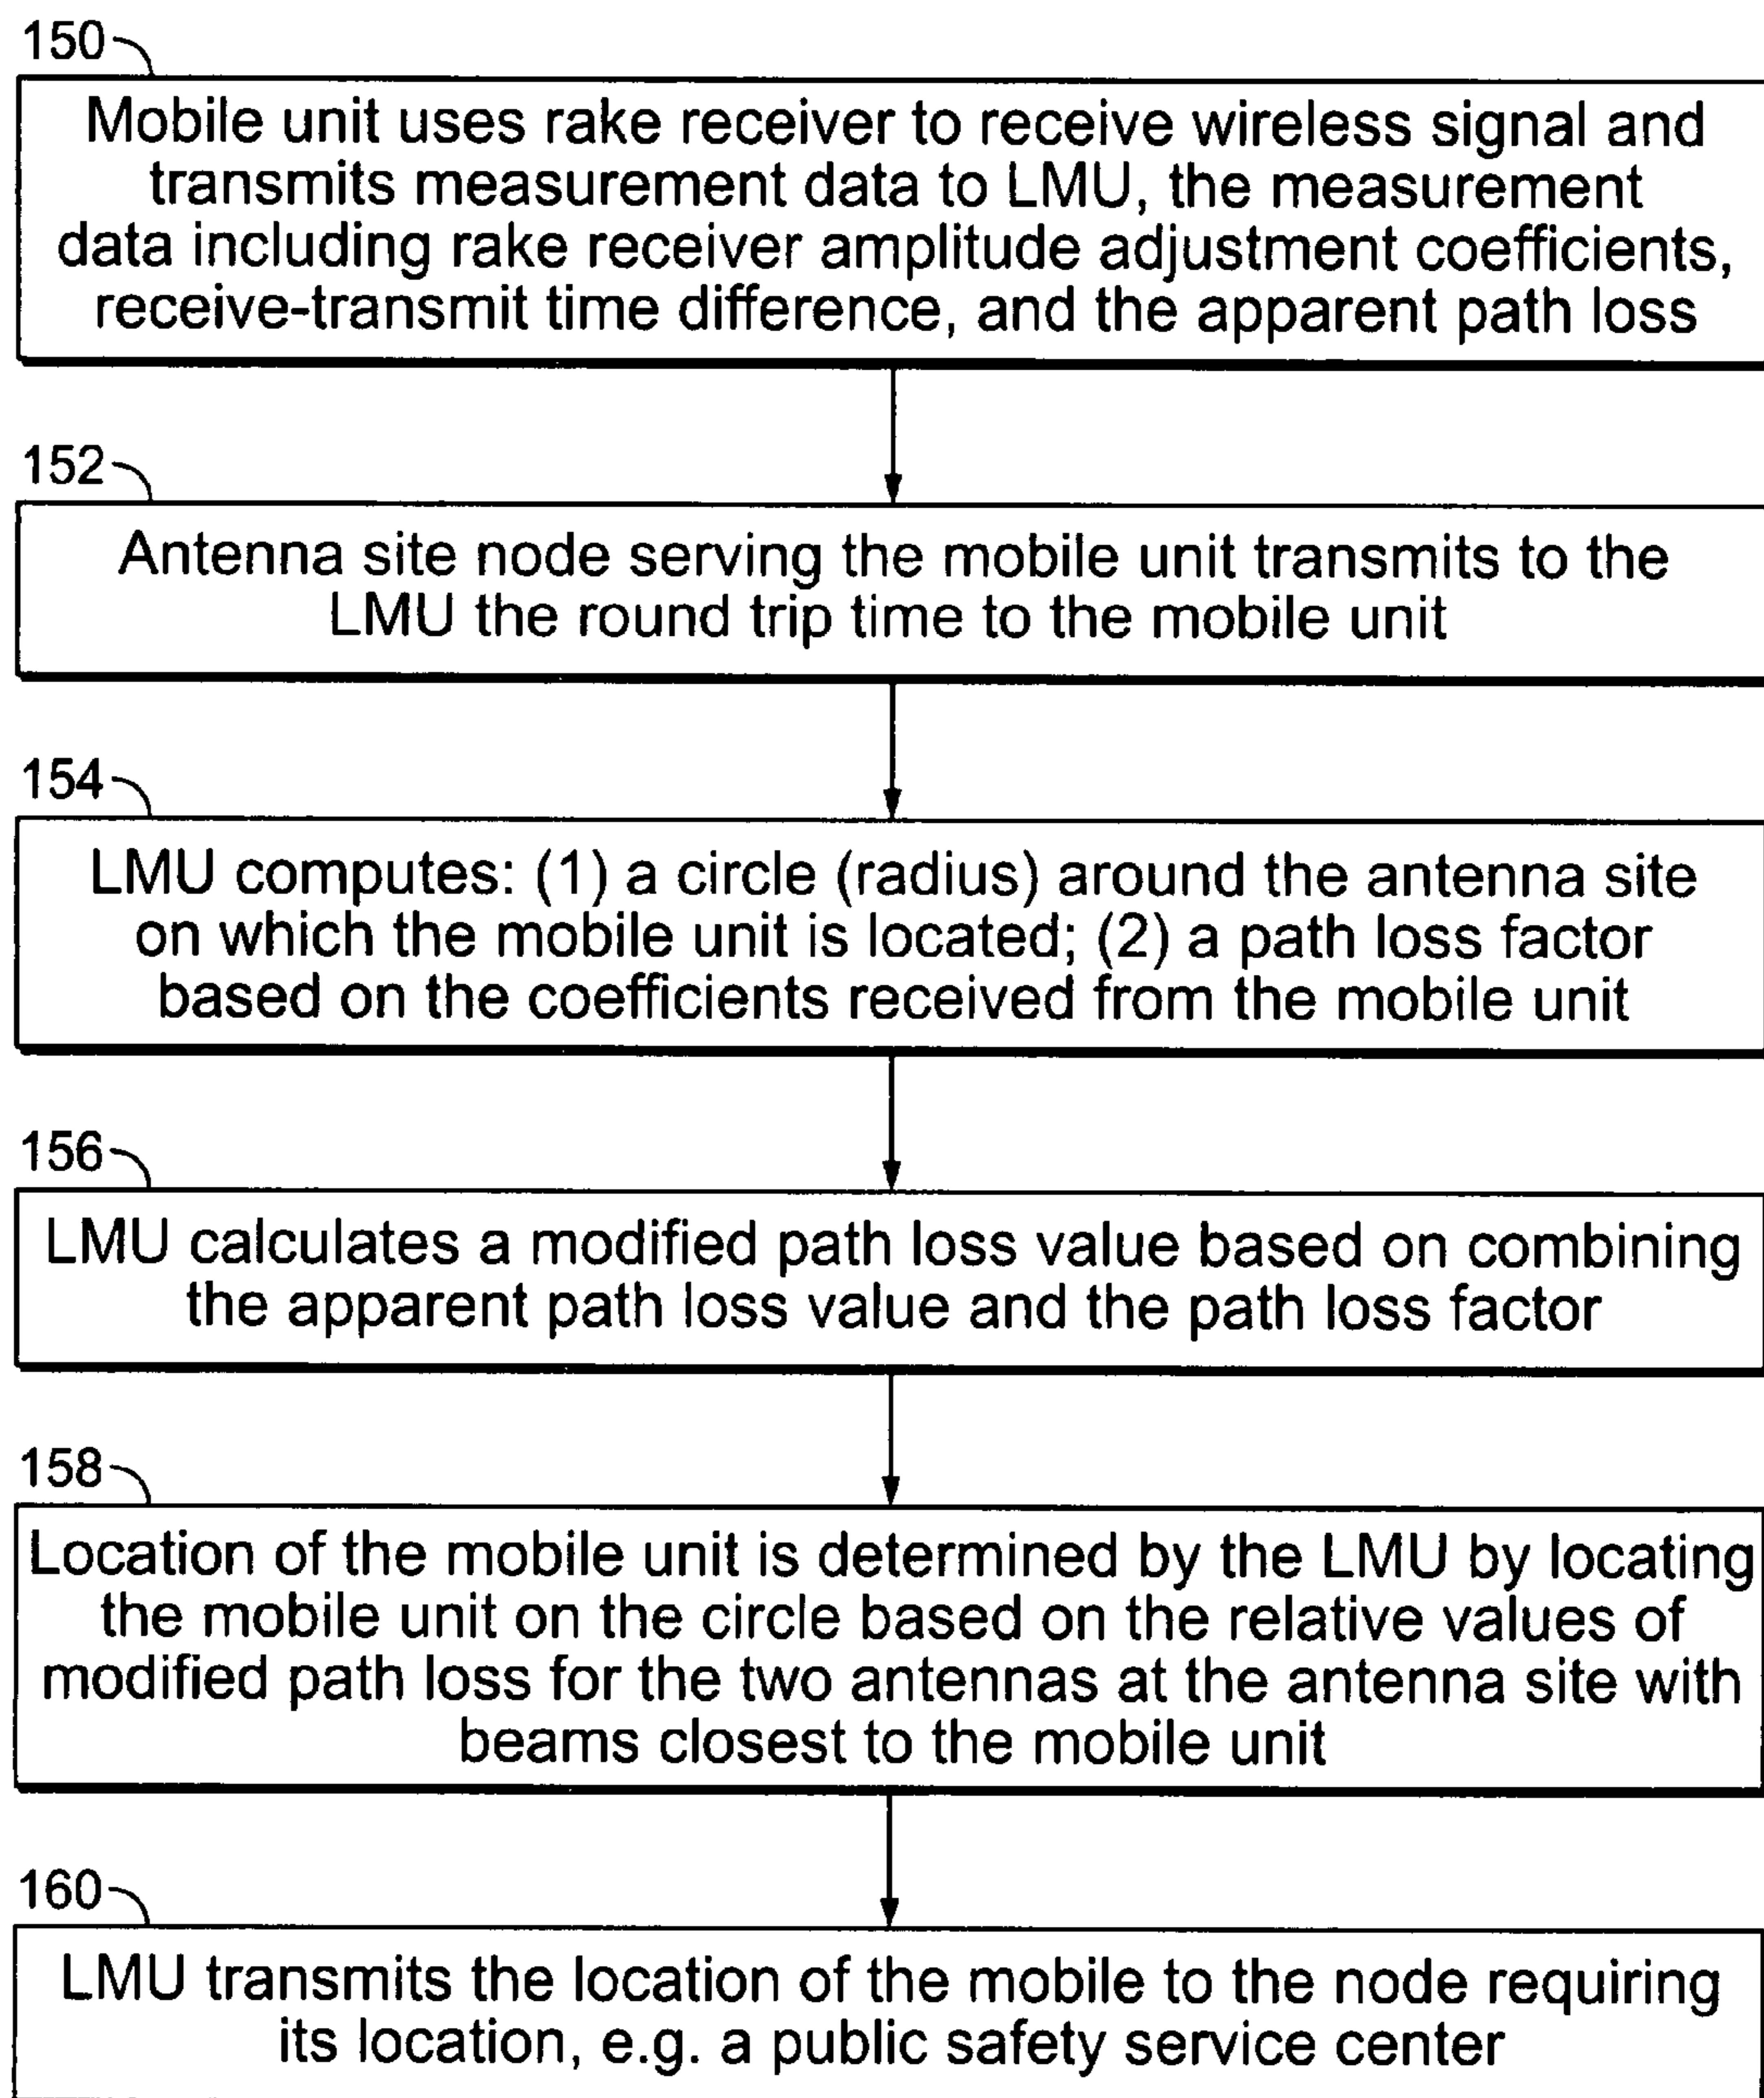 150
Mobile unit uses rake receiver to receive wireless signal and
transmits measurement data to LMU, the measurement
data including rake receiver amplitude adjustment coefficients,
receive-transmit time difference, and the apparent path loss
152
Antenna site node serving the mobile unit transmits to the
LMU the round trip time to the mobile unit
154
LMU computes: (1) a circle (radius) around the antenna site
on which the mobile unit is located; (2) a path loss factor
based on the coefficients received from the mobile unit
156
LMU calculates a modified path loss value based on combining
the apparent path loss value and the path loss factor
158
Location of the mobile unit is determined by the LMU by locating
the mobile unit on the circle based on the relative values of
modified path loss for the two antennas at the antenna site with
beams closest to the mobile unit
160
LMU transmits the location of the mobile to the node requiring
its location, e.g. a public safety service center